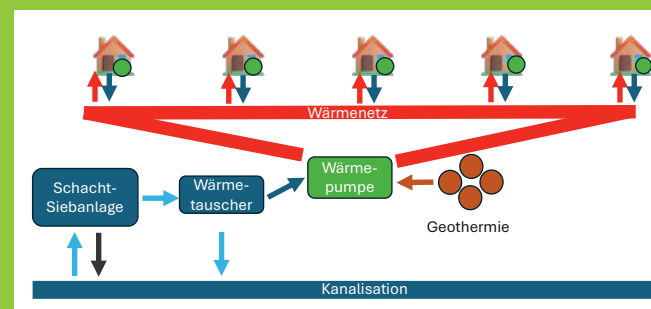 Wärmenetz
Wärme-
pumpe
Schacht-
Siebanlage
Wärme-
tauscher
Geothermie
Kanalisation